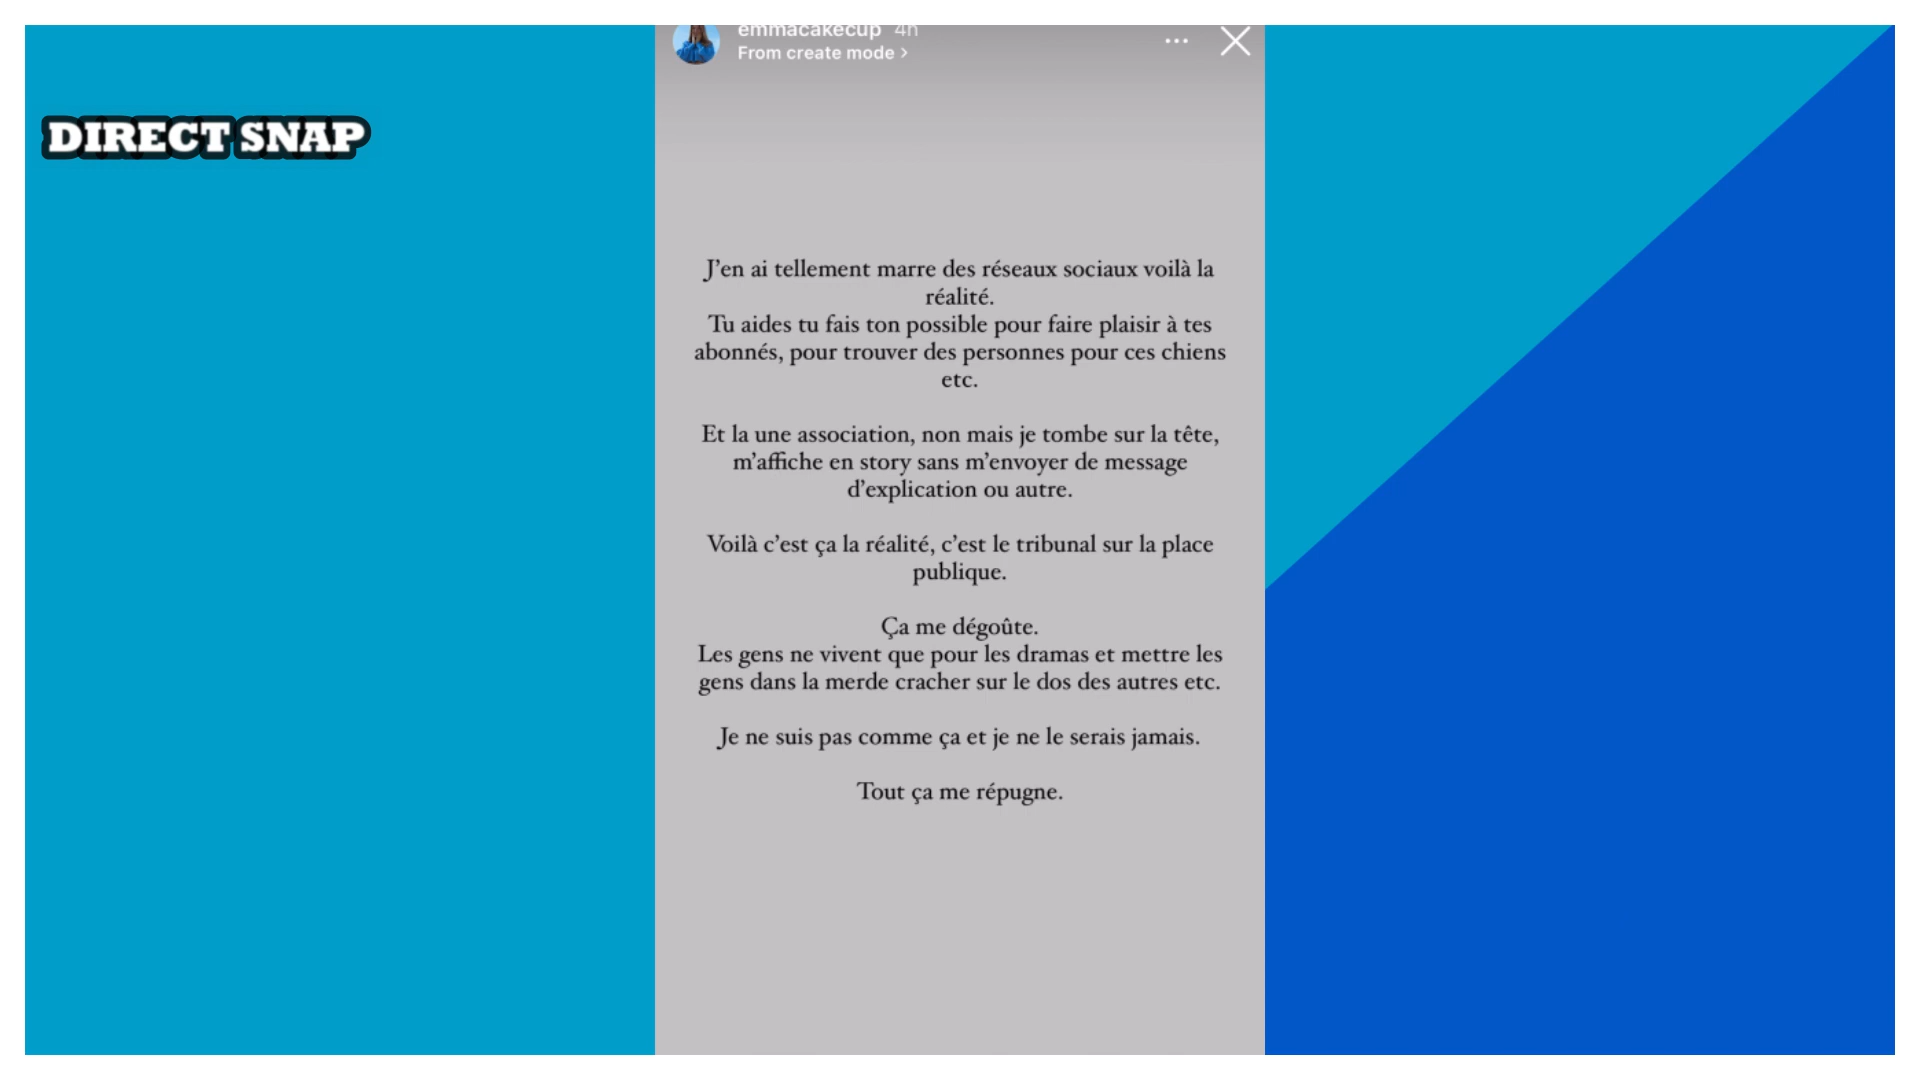 emmacakecup 4h
From create mode >
DIRECT SNAP
J'en ai tellement marre des réseaux sociaux voilà la
réalité.
Tu aides tu fais ton possible pour faire plaisir à tes
abonnés, pour trouver des personnes pour ces chiens
etc.
Et la une association, non mais je tombe sur la tête,
m'affiche en story sans m'envoyer de message
d'explication ou autre.
Voilà c'est ça la réalité, c'est le tribunal sur la place
publique.
Ça me dégoûte.
Les gens ne vivent que pour les dramas et mettre les
gens dans la merde cracher sur le dos des autres etc.
Je ne suis pas comme ça et je ne le serais jamais.
Tout ça me répugne.